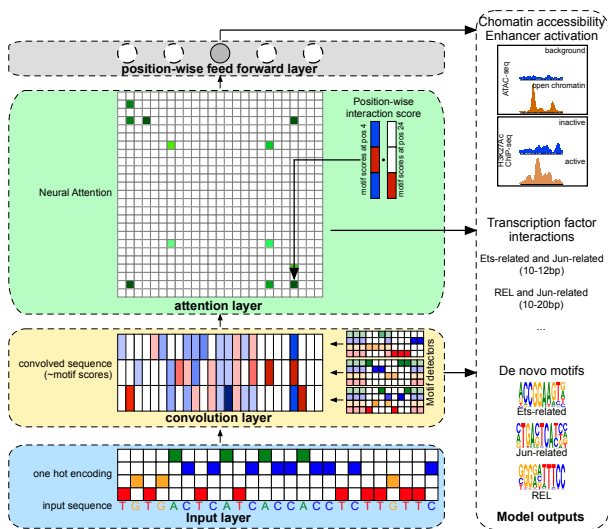 Chromatin accessibility
Enhancer activation
background
ATAC-seq
open chromatin
inactive
H3K27Ac
ChIP-seq
active
position-wise feed forward layer
Position-wise
interaction score
motif scores at pos 4
motif scores at pos 24
Neural Attention
attention layer
Transcription factor
interactions
Ets-related and Jun-related
(10-12bp)
REL and Jun-related
(10-20bp)
...
convolved sequence
(~motif scores)
Motif detectors
convolution layer
De novo motifs
Ets-related
Jun-related
REL
Model outputs
one hot encoding
input sequence
T G T G A C T C A T C A C C A C C T C T T G T T C
Input layer